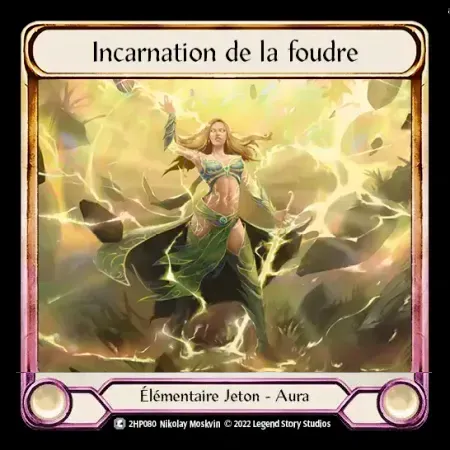 Incarnation de la foudre
Élémentaire Jeton - Aura
C 2HP080 Nikolay Moskvin © 2022 Legend Story Studios